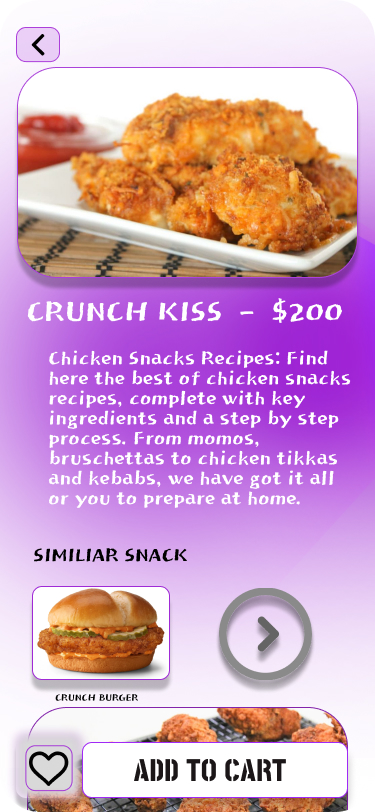 CRUNCH KISS - $200
Chicken Snacks Recipes: Find
here the best of chicken snacks
recipes, complete with key
ingredients and a step by step
process. From momos,
bruschettas to chicken tikkas
and kebabs, we have got it all
or you to prepare at home.
SIMILIAR SNACK
CRUNCH BURGER
ADD TO CART